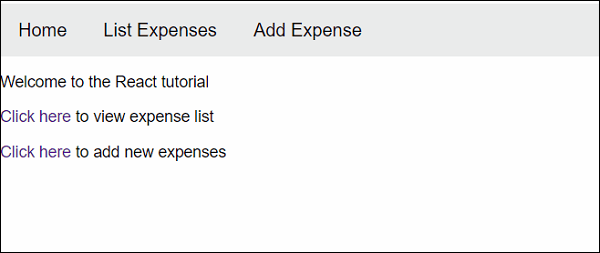 Home List Expenses Add Expense
Welcome to the React tutorial
Click here to view expense list
Click here to add new expenses